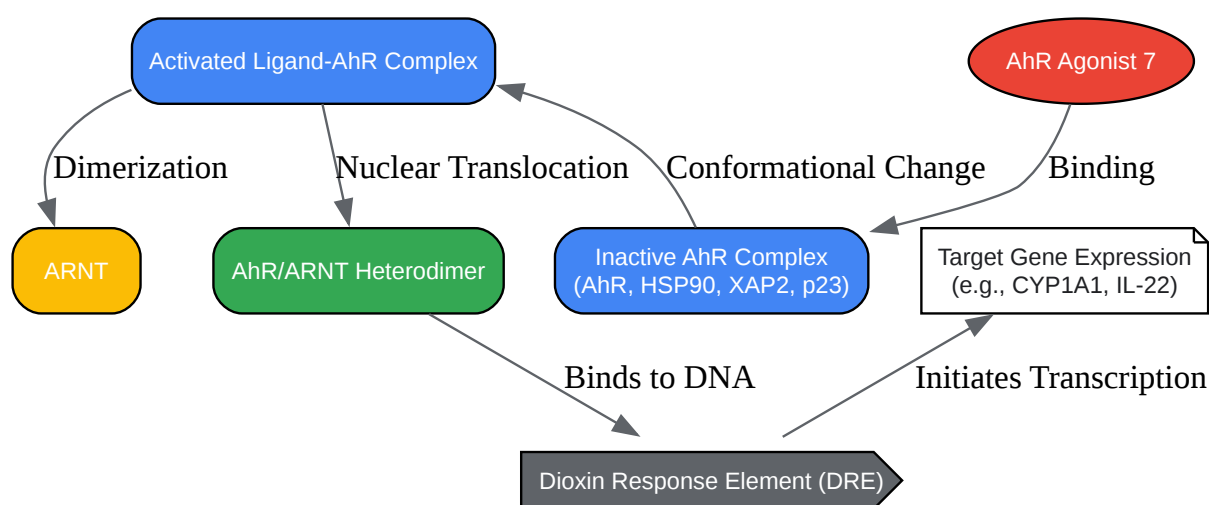 Activated Ligand-AhR Complex
AhR Agonist 7
Dimerization
Nuclear Translocation
Conformational Change
Binding
ARNT
AhR/ARNT Heterodimer
Inactive AhR Complex
(AhR, HSP90, XAP2, p23)
Target Gene Expression
(e.g., CYP1A1, IL-22)
Binds to DNA
Initiates Transcription
Dioxin Response Element (DRE)